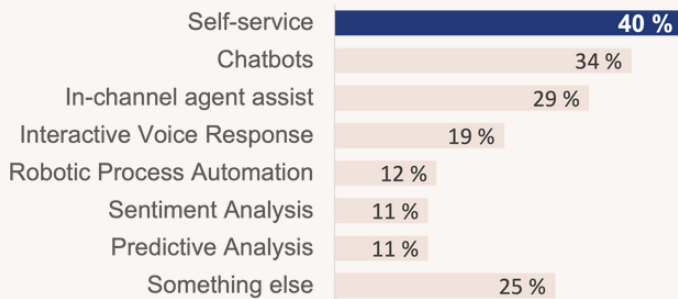 Self-service 40 %
Chatbots 34 %
In-channel agent assist 29 %
Interactive Voice Response 19 %
Robotic Process Automation 12 %
Sentiment Analysis 11 %
Predictive Analysis 11 %
Something else 25 %